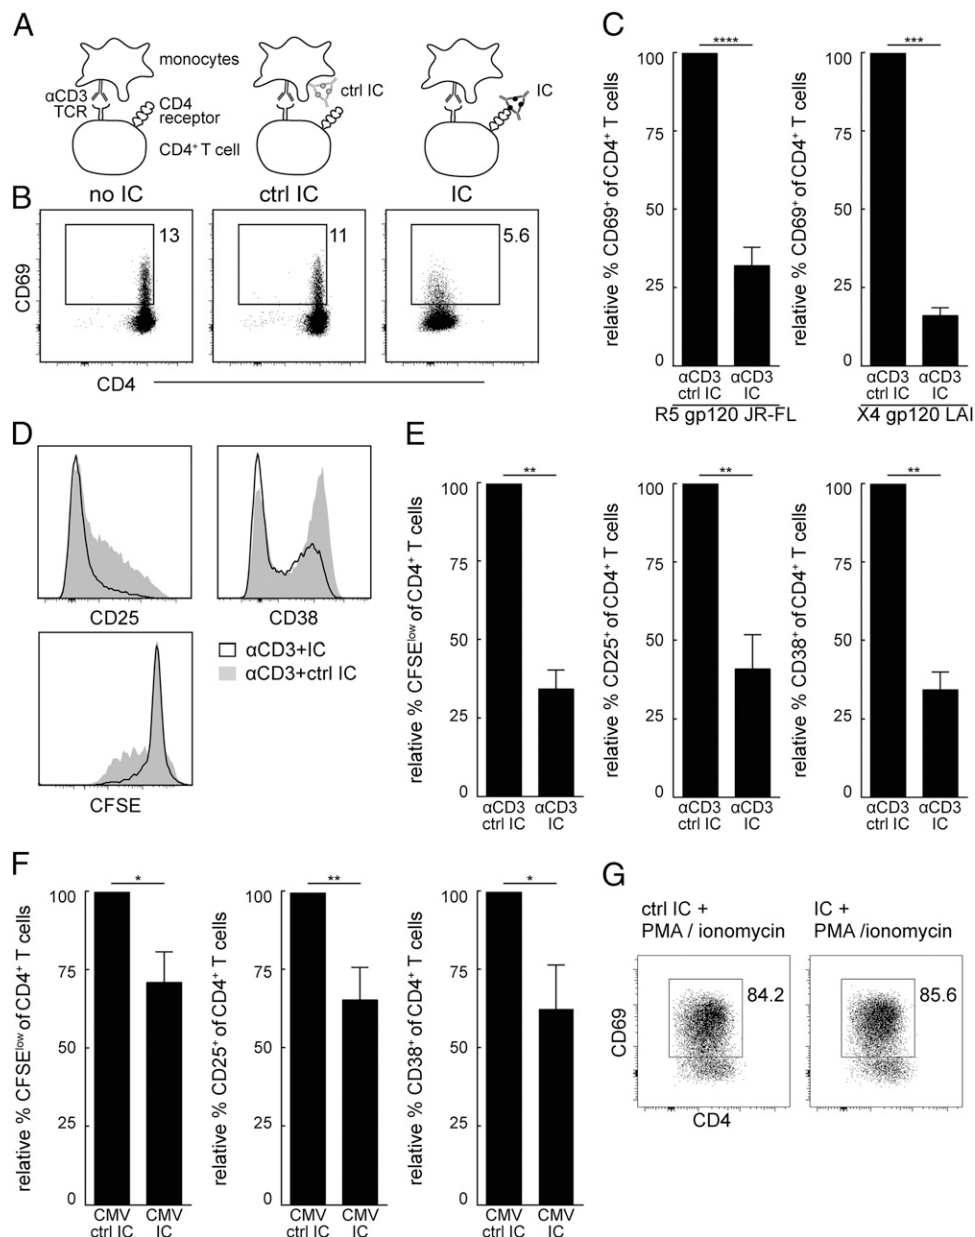 A
monocytes
αCD3
TCR
CD4
receptor
CD4⁺ T cell
ctrl IC
IC
no IC
ctrl IC
IC
B
13
11
5.6
CD69
CD4
C
****
relative % CD69⁺ of CD4⁺ T cells
100
75
50
25
0
αCD3
ctrl IC
αCD3
IC
R5 gp120 JR-FL
***
relative % CD69⁺ of CD4⁺ T cells
100
75
50
25
0
αCD3
ctrl IC
αCD3
IC
X4 gp120 LAI
D
CD25
CD38
αCD3+IC
αCD3+ctrl IC
CFSE
E
**
relative % CFSEˡᵒʷ of CD4⁺ T cells
100
75
50
25
0
αCD3
ctrl IC
αCD3
IC
**
relative % CD25⁺ of CD4⁺ T cells
100
75
50
25
0
αCD3
ctrl IC
αCD3
IC
**
relative % CD38⁺ of CD4⁺ T cells
100
75
50
25
0
αCD3
ctrl IC
αCD3
IC
F
*
relative % CFSEˡᵒʷ of CD4⁺ T cells
100
75
50
25
0
CMV
ctrl IC
CMV
IC
**
relative % CD25⁺ of CD4⁺ T cells
100
75
50
25
0
CMV
ctrl IC
CMV
IC
*
relative % CD38⁺ of CD4⁺ T cells
100
75
50
25
0
CMV
ctrl IC
CMV
IC
G
ctrl IC +
PMA / ionomycin
IC +
PMA /ionomycin
84.2
85.6
CD69
CD4